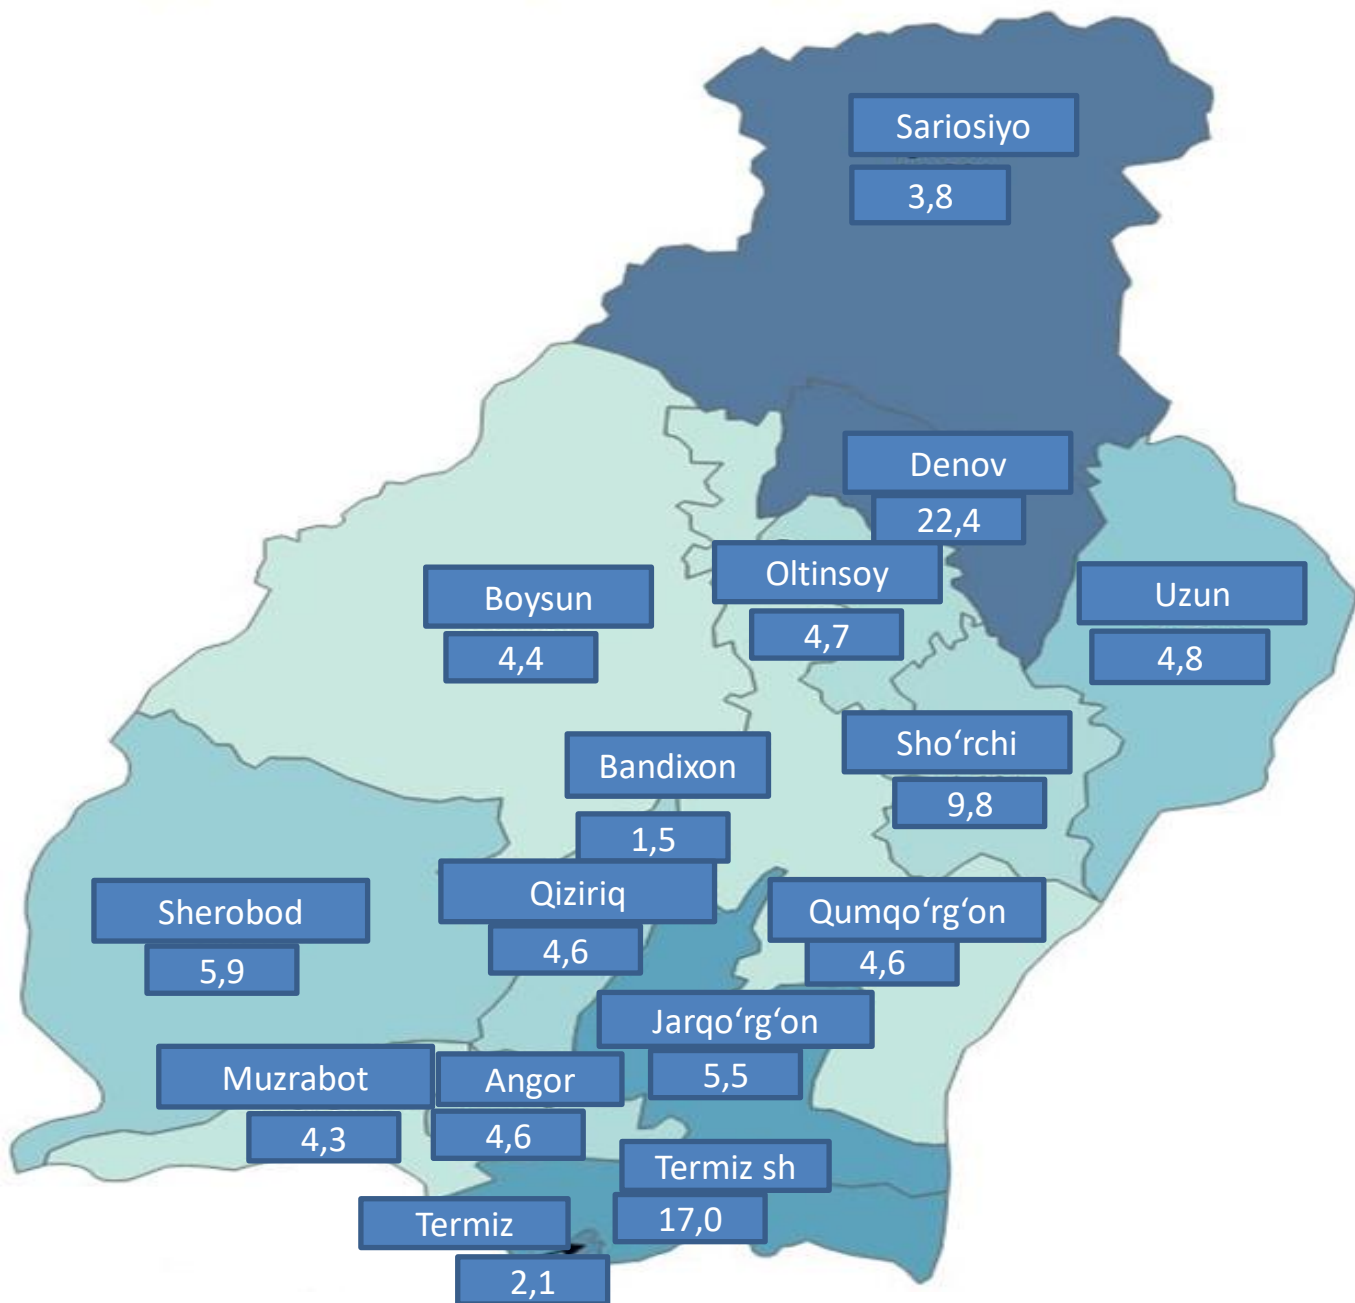 Sariosiyo
3,8
Denov
22,4
Oltinsoy
4,7
Boysun
4,4
Uzun
4,8
Sho‘rchi
9,8
Bandixon
1,5
Qiziriq
4,6
Sherobod
5,9
Qumqo‘rg‘on
4,6
Jarqo‘rg‘on
5,5
Muzrabot
4,3
Angor
4,6
Termiz sh
17,0
Termiz
2,1